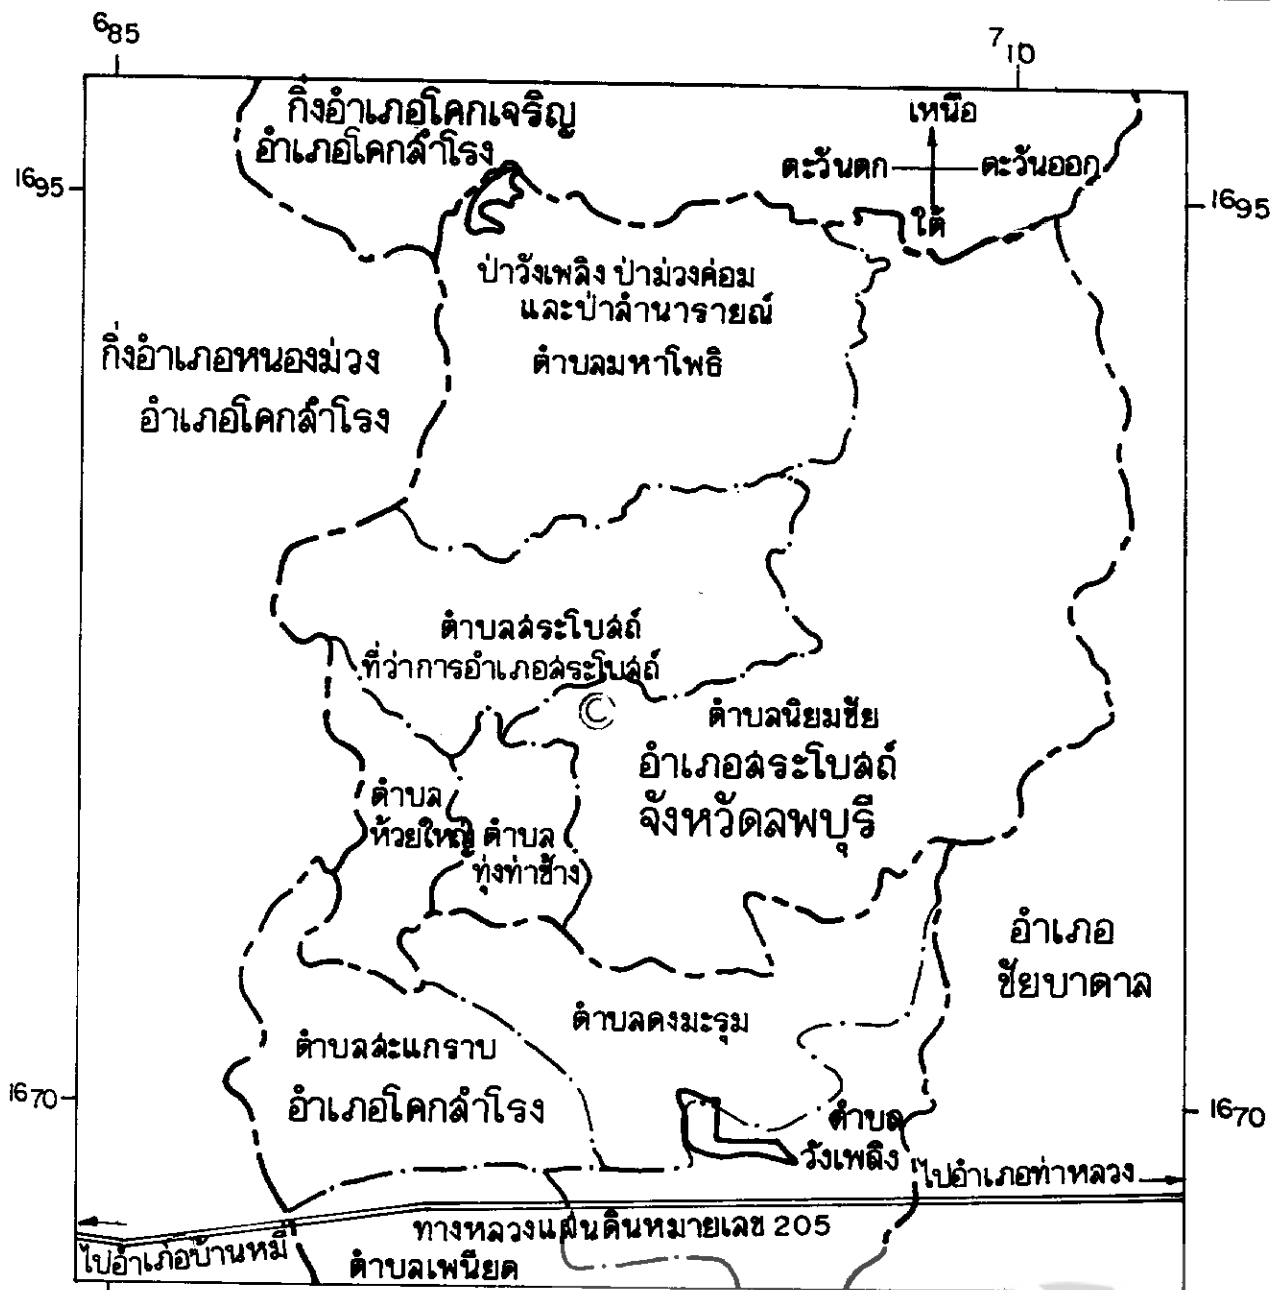 685
710
กิ่งอำเภอโคกเจริญ
อำเภอโคกสำโรง
เหนือ
ตะวันตก
ตะวันออก
ใต้
1695
1695
ป่าวังเพลิง ป่าม่วงค่อม
และป่าลำนารายณ์
ตำบลมหาโพธิ
กิ่งอำเภอหนองม่วง
อำเภอโคกสำโรง
ตำบลสระโบสถ์
ที่ว่าการอำเภอสระโบสถ์
©
ตำบลนิยมชัย
อำเภอสระโบสถ์
จังหวัดลพบุรี
ตำบล
ห้วยใหญ่
ตำบล
ทุ่งท่าช้าง
อำเภอ
ชัยบาดาล
ตำบลดงมะรุม
ตำบลสะแกราบ
อำเภอโคกสำโรง
1670
1670
ตำบล
วังเพลิง
ไปอำเภอท่าหลวง
ทางหลวงแผ่นดินหมายเลข 205
ไปอำเภอบ้านหมี่
ตำบลเพนียด